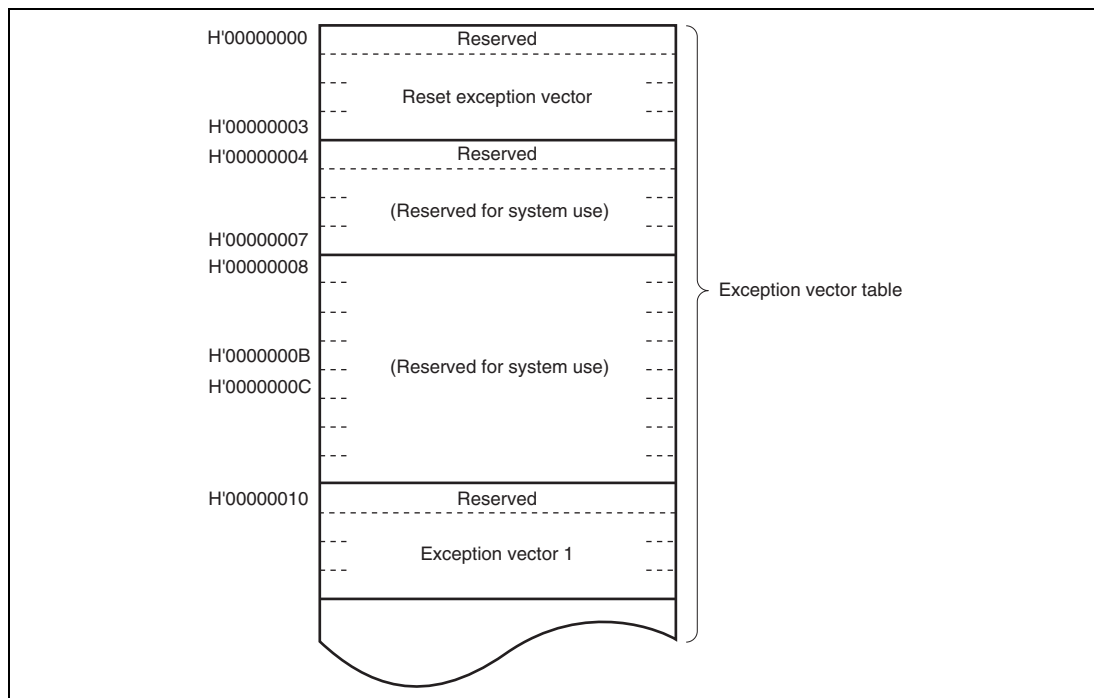 H'00000000 Reserved
Reset exception vector
H'00000003
H'00000004 Reserved
(Reserved for system use)
H'00000007
H'00000008
Exception vector table
H'0000000B
(Reserved for system use)
H'0000000C
H'00000010 Reserved
Exception vector 1